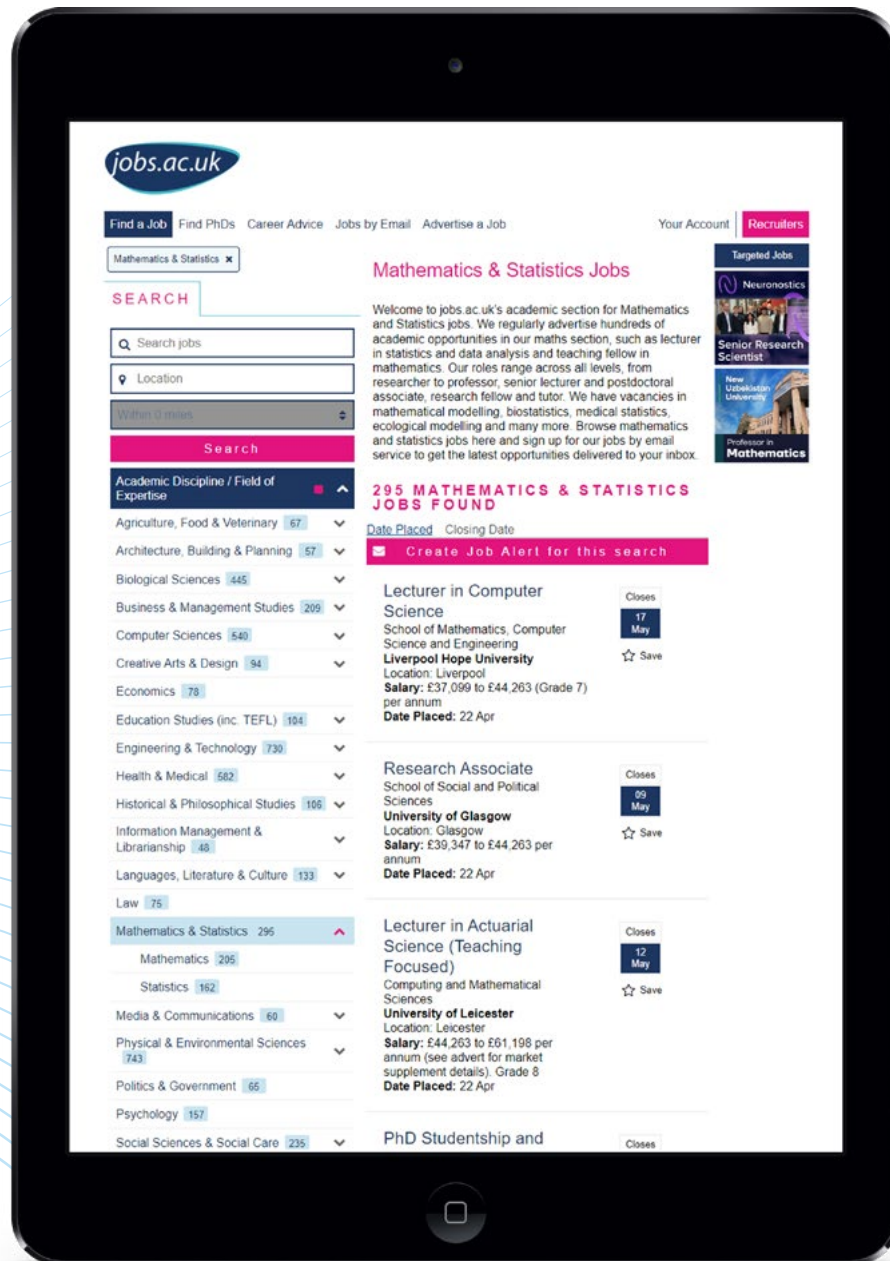 jobs.ac.uk
Find a Job Find PhDs Career Advice Jobs by Email Advertise a Job Your Account Recruiters
Mathematics & Statistics ×
SEARCH
Search jobs
Location
Within 0 miles
Search
Academic Discipline / Field of
Expertise
Agriculture, Food & Veterinary 67
Architecture, Building & Planning 57
Biological Sciences 445
Business & Management Studies 209
Computer Sciences 540
Creative Arts & Design 94
Economics 78
Education Studies (inc. TEFL) 104
Engineering & Technology 730
Health & Medical 582
Historical & Philosophical Studies 106
Information Management &
Librarianship 48
Languages, Literature & Culture 133
Law 75
Mathematics & Statistics 295
Mathematics 205
Statistics 162
Media & Communications 60
Physical & Environmental Sciences
743
Politics & Government 65
Psychology 157
Social Sciences & Social Care 235
Mathematics & Statistics Jobs
Welcome to jobs.ac.uk's academic section for Mathematics
and Statistics jobs. We regularly advertise hundreds of
academic opportunities in our maths section, such as lecturer
in statistics and data analysis and teaching fellow in
mathematics. Our roles range across all levels, from
researcher to professor, senior lecturer and postdoctoral
associate, research fellow and tutor. We have vacancies in
mathematical modelling, biostatistics, medical statistics,
ecological modelling and many more. Browse mathematics
and statistics jobs here and sign up for our jobs by email
service to get the latest opportunities delivered to your inbox.
295 MATHEMATICS & STATISTICS
JOBS FOUND
Date Placed Closing Date
Create Job Alert for this search
Lecturer in Computer
Science
School of Mathematics, Computer
Science and Engineering
Liverpool Hope University
Location: Liverpool
Salary: £37,099 to £44,263 (Grade 7)
per annum
Date Placed: 22 Apr
Closes
17
May
Save
Research Associate
School of Social and Political
Sciences
University of Glasgow
Location: Glasgow
Salary: £39,347 to £44,263 per
annum
Date Placed: 22 Apr
Closes
09
May
Save
Lecturer in Actuarial
Science (Teaching
Focused)
Computing and Mathematical
Sciences
University of Leicester
Location: Leicester
Salary: £44,263 to £61,198 per
annum (see advert for market
supplement details). Grade 8
Date Placed: 22 Apr
Closes
12
May
Save
PhD Studentship and
Closes
Targeted Jobs
Neuronostics
Senior Research
Scientist
New
Uzbekistan
University
Professor in
Mathematics